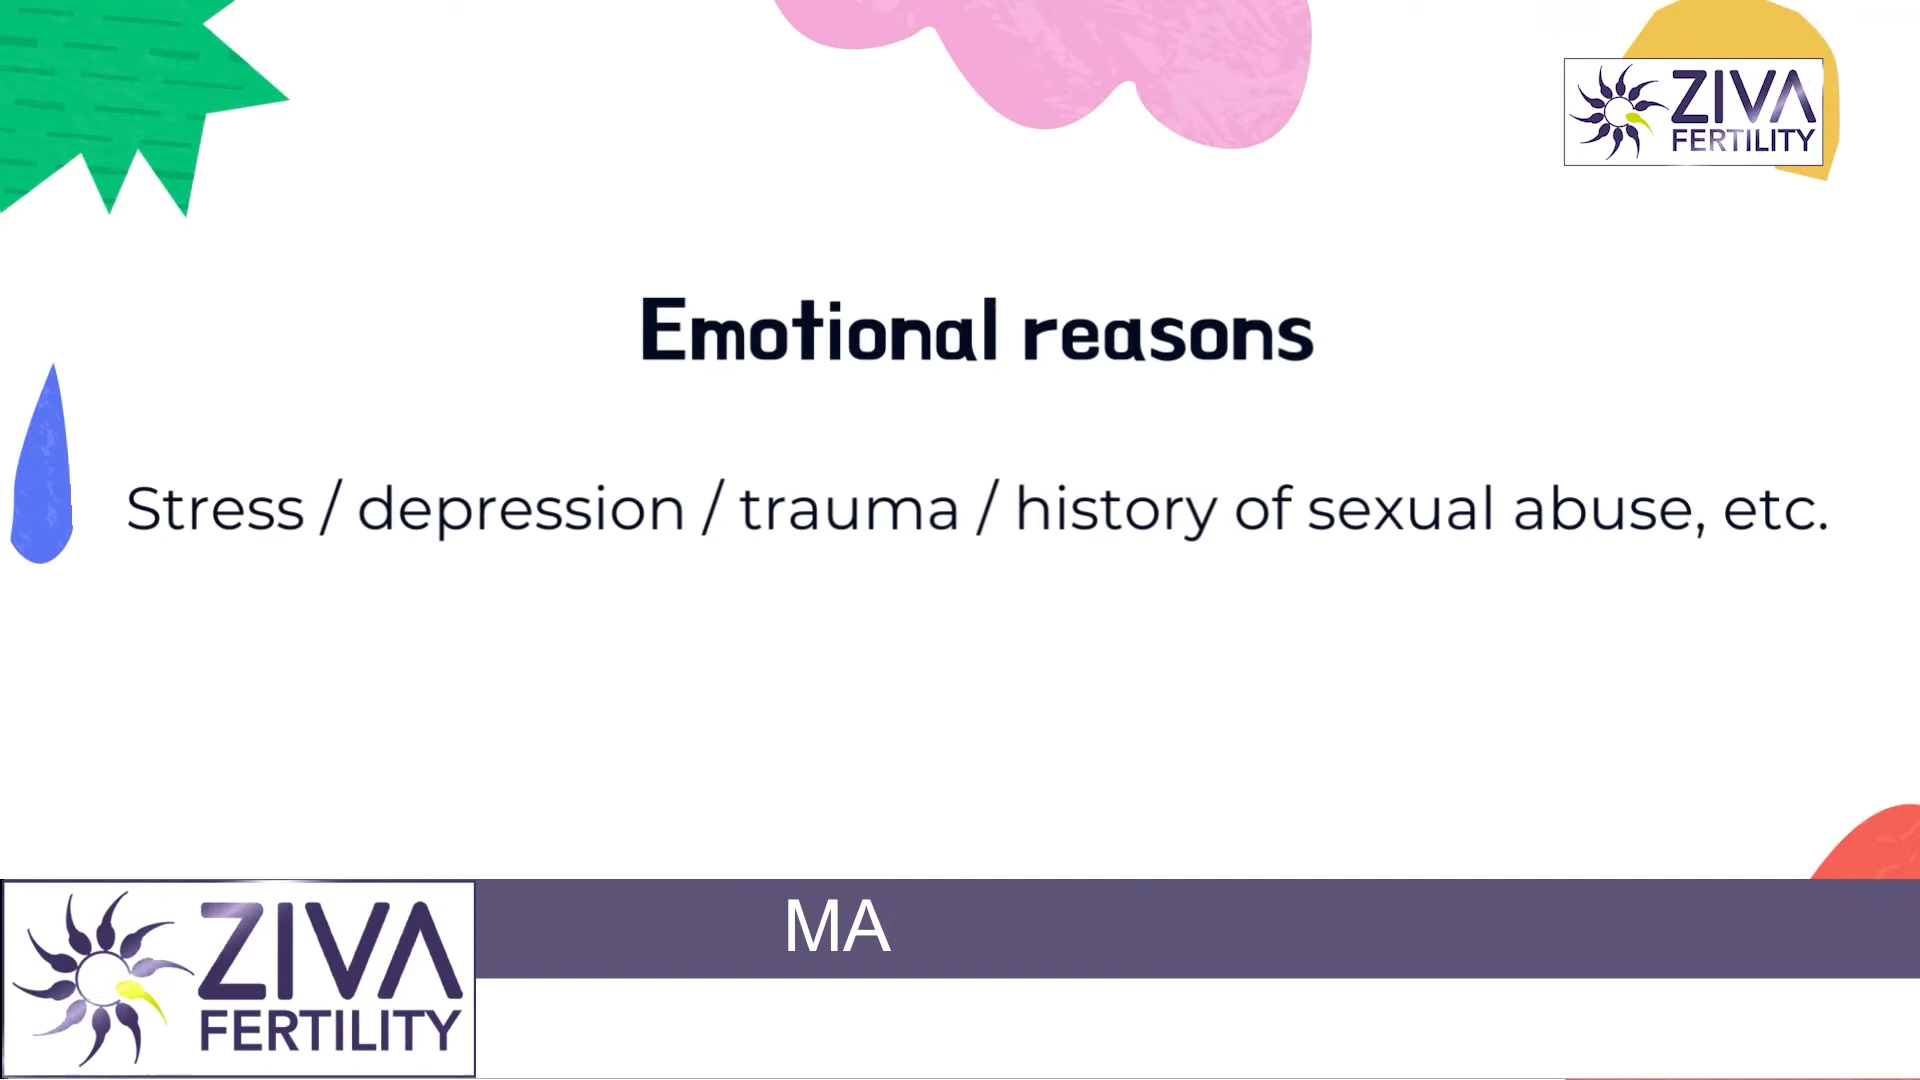 ZIVA
FERTILITY
Emotional reasons
Stress / depression / trauma / history of sexual abuse, etc.
MA
ZIVA
FERTILITY